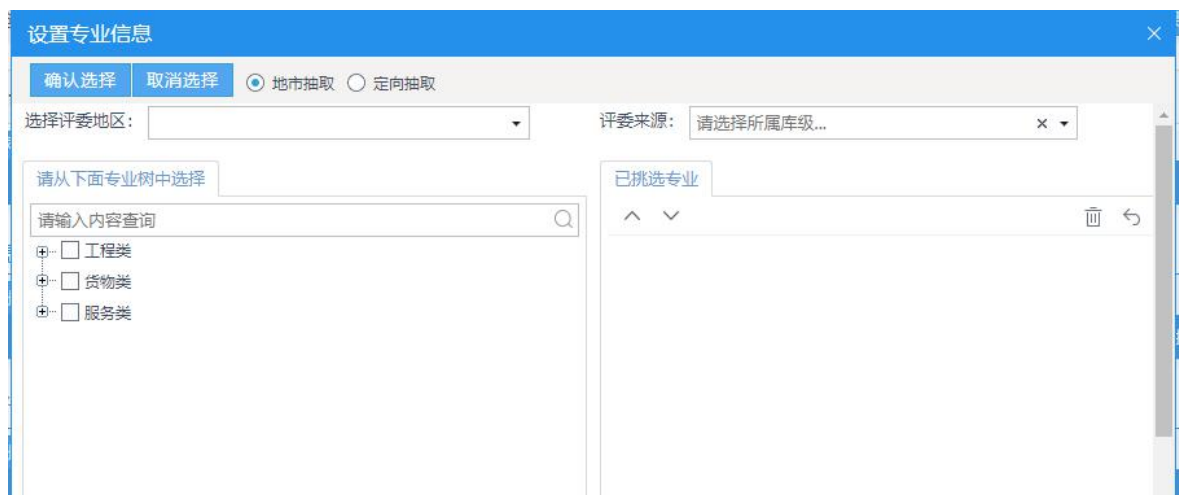 设置专业信息
确认选择 取消选择 地市抽取 定向抽取
选择评委地区: 评委来源: 请选择所属库级...
请从下面专业树中选择 已挑选专业
请输入内容查询
工程类
货物类
服务类